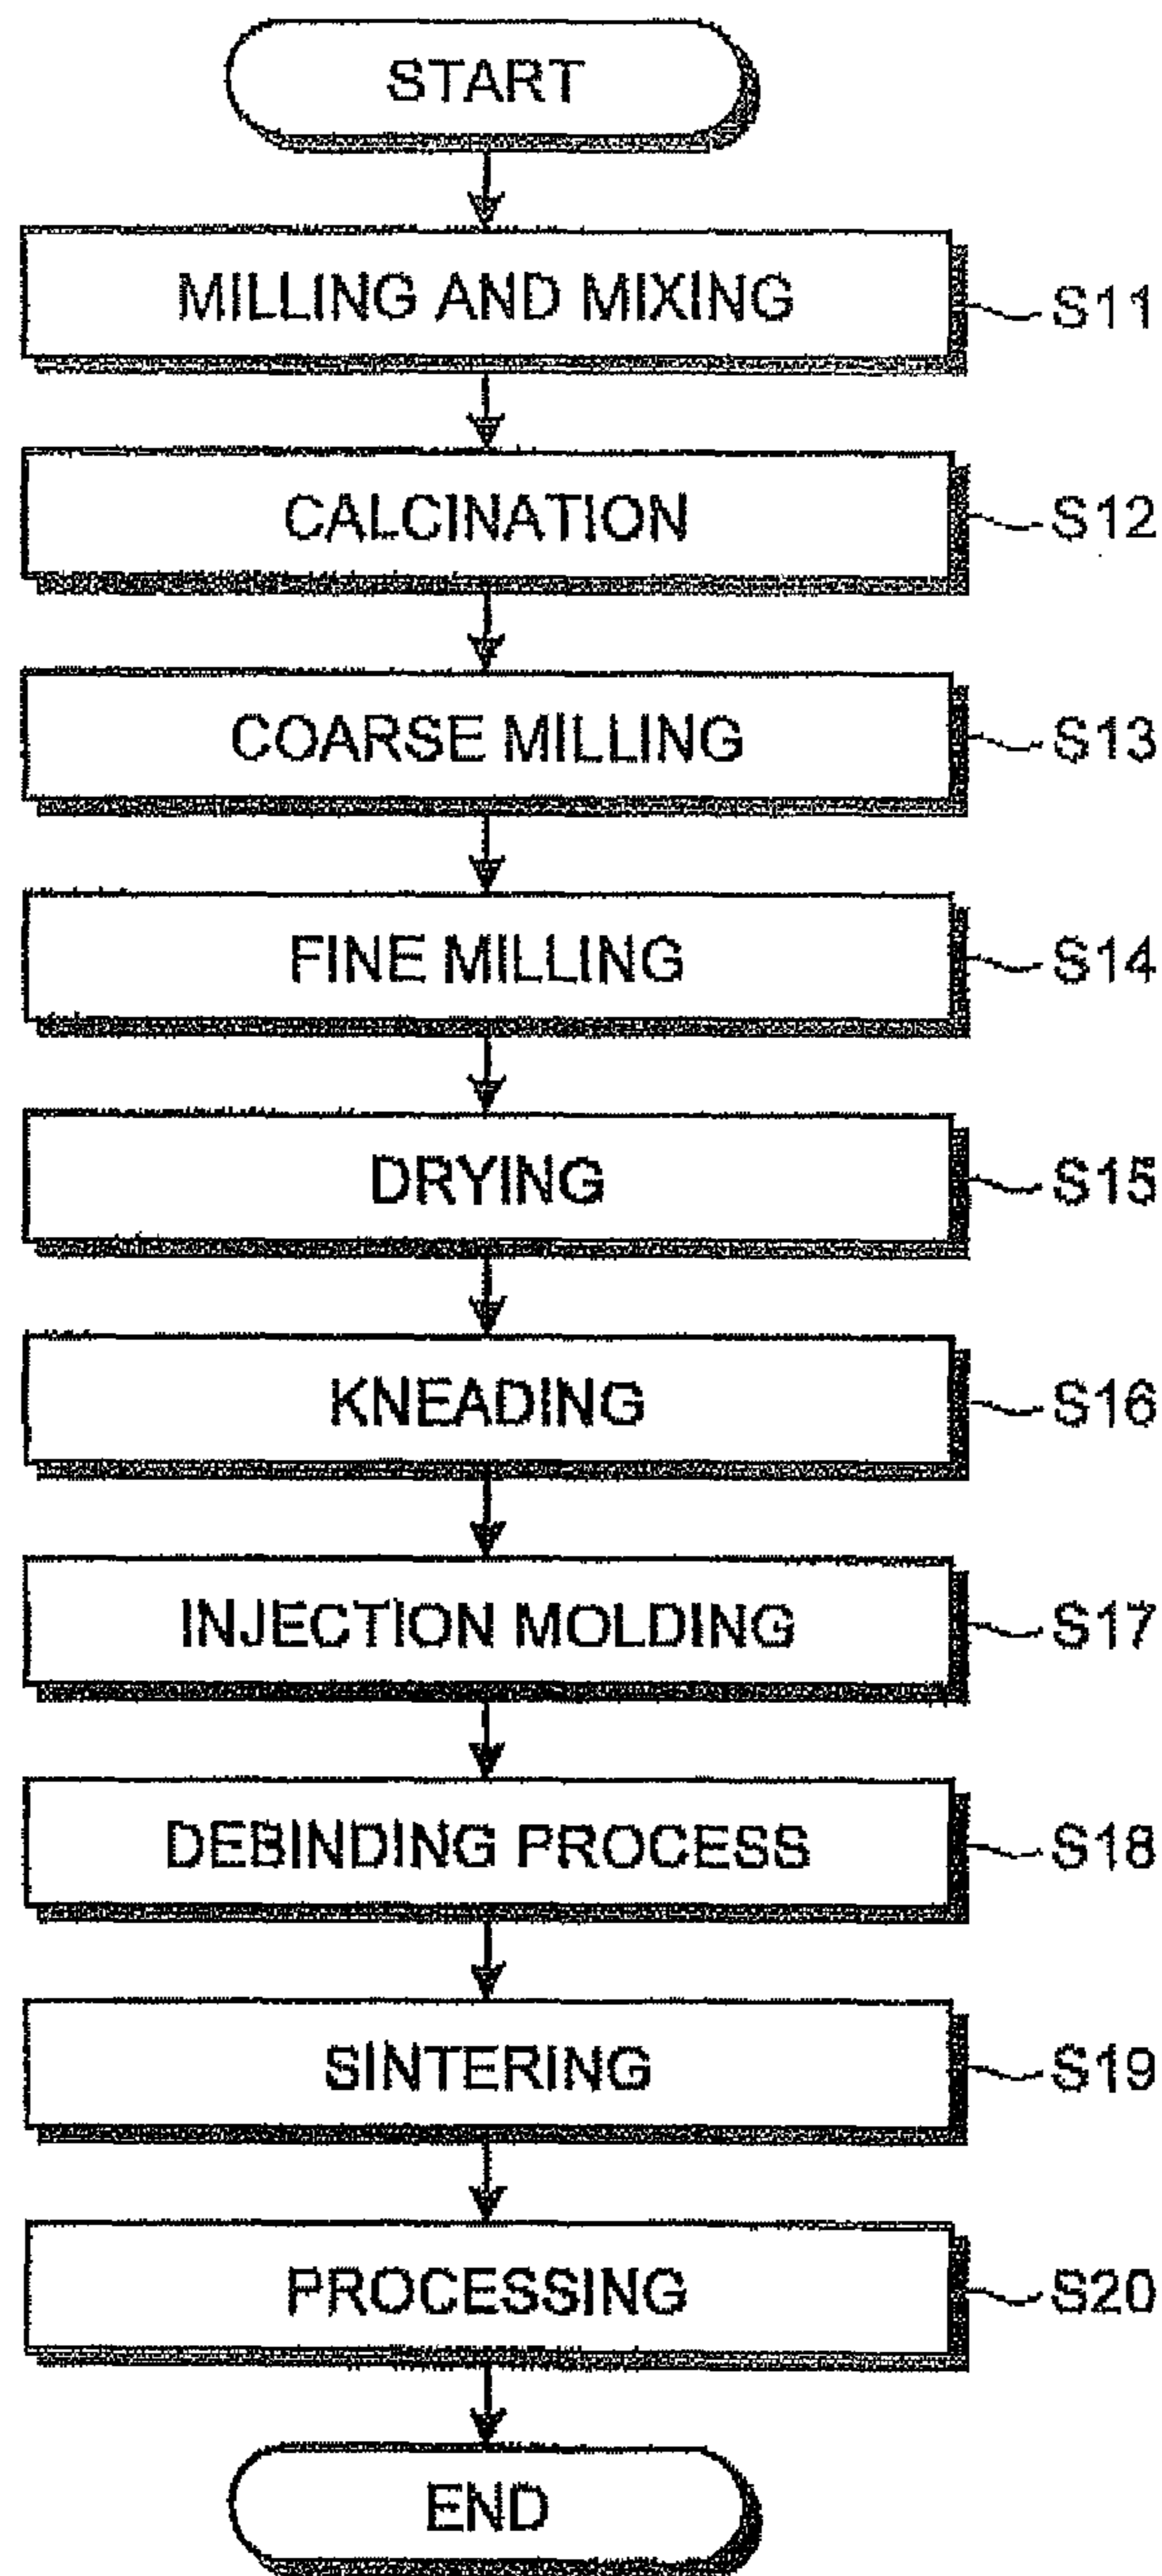 START
MILLING AND MIXING S11
CALCINATION S12
COARSE MILLING S13
FINE MILLING S14
DRYING S15
KNEADING S16
INJECTION MOLDING S17
DEBINDING PROCESS S18
SINTERING S19
PROCESSING S20
END